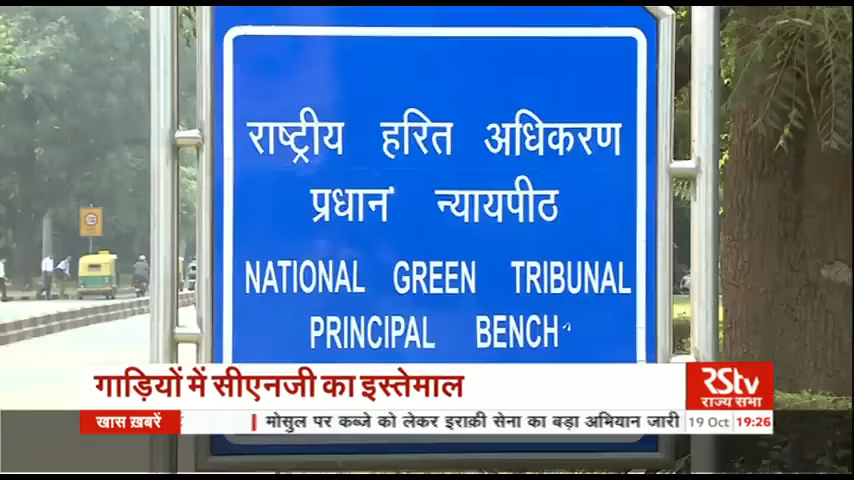 राष्ट्रीय हरित अधिकरण
प्रधान न्यायपीठ
NATIONAL GREEN TRIBUNAL
PRINCIPAL BENCH
गाड़ियों में सीएनजी का इस्तेमाल
RStv
राज्य सभा
खास ख़बरें
मोसुल पर कब्जे को लेकर इराक़ी सेना का बड़ा अभियान जारी
19 Oct 19:26